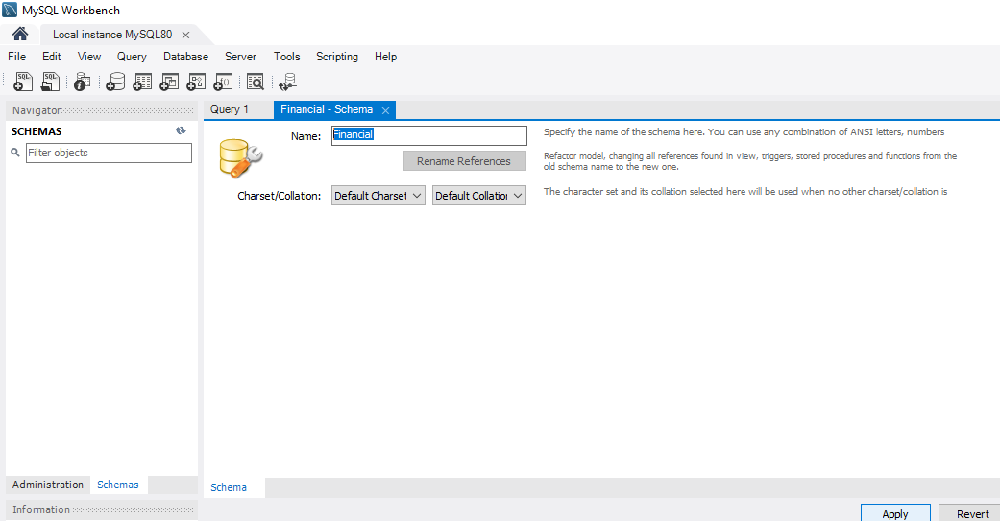 MySQL Workbench
Local instance MySQL80
File Edit View Query Database Server Tools Scripting Help
SQL SQL
Navigator
Query 1
Financial - Schema
SCHEMAS
Filter objects
Name: Financial
Specify the name of the schema here. You can use any combination of ANSI letters, numbers
Rename References
Refactor model, changing all references found in view, triggers, stored procedures and functions from the
old schema name to the new one.
Charset/Collation: Default Charset Default Collation
The character set and its collation selected here will be used when no other charset/collation is
Administration Schemas
Schema
Information
Apply Revert